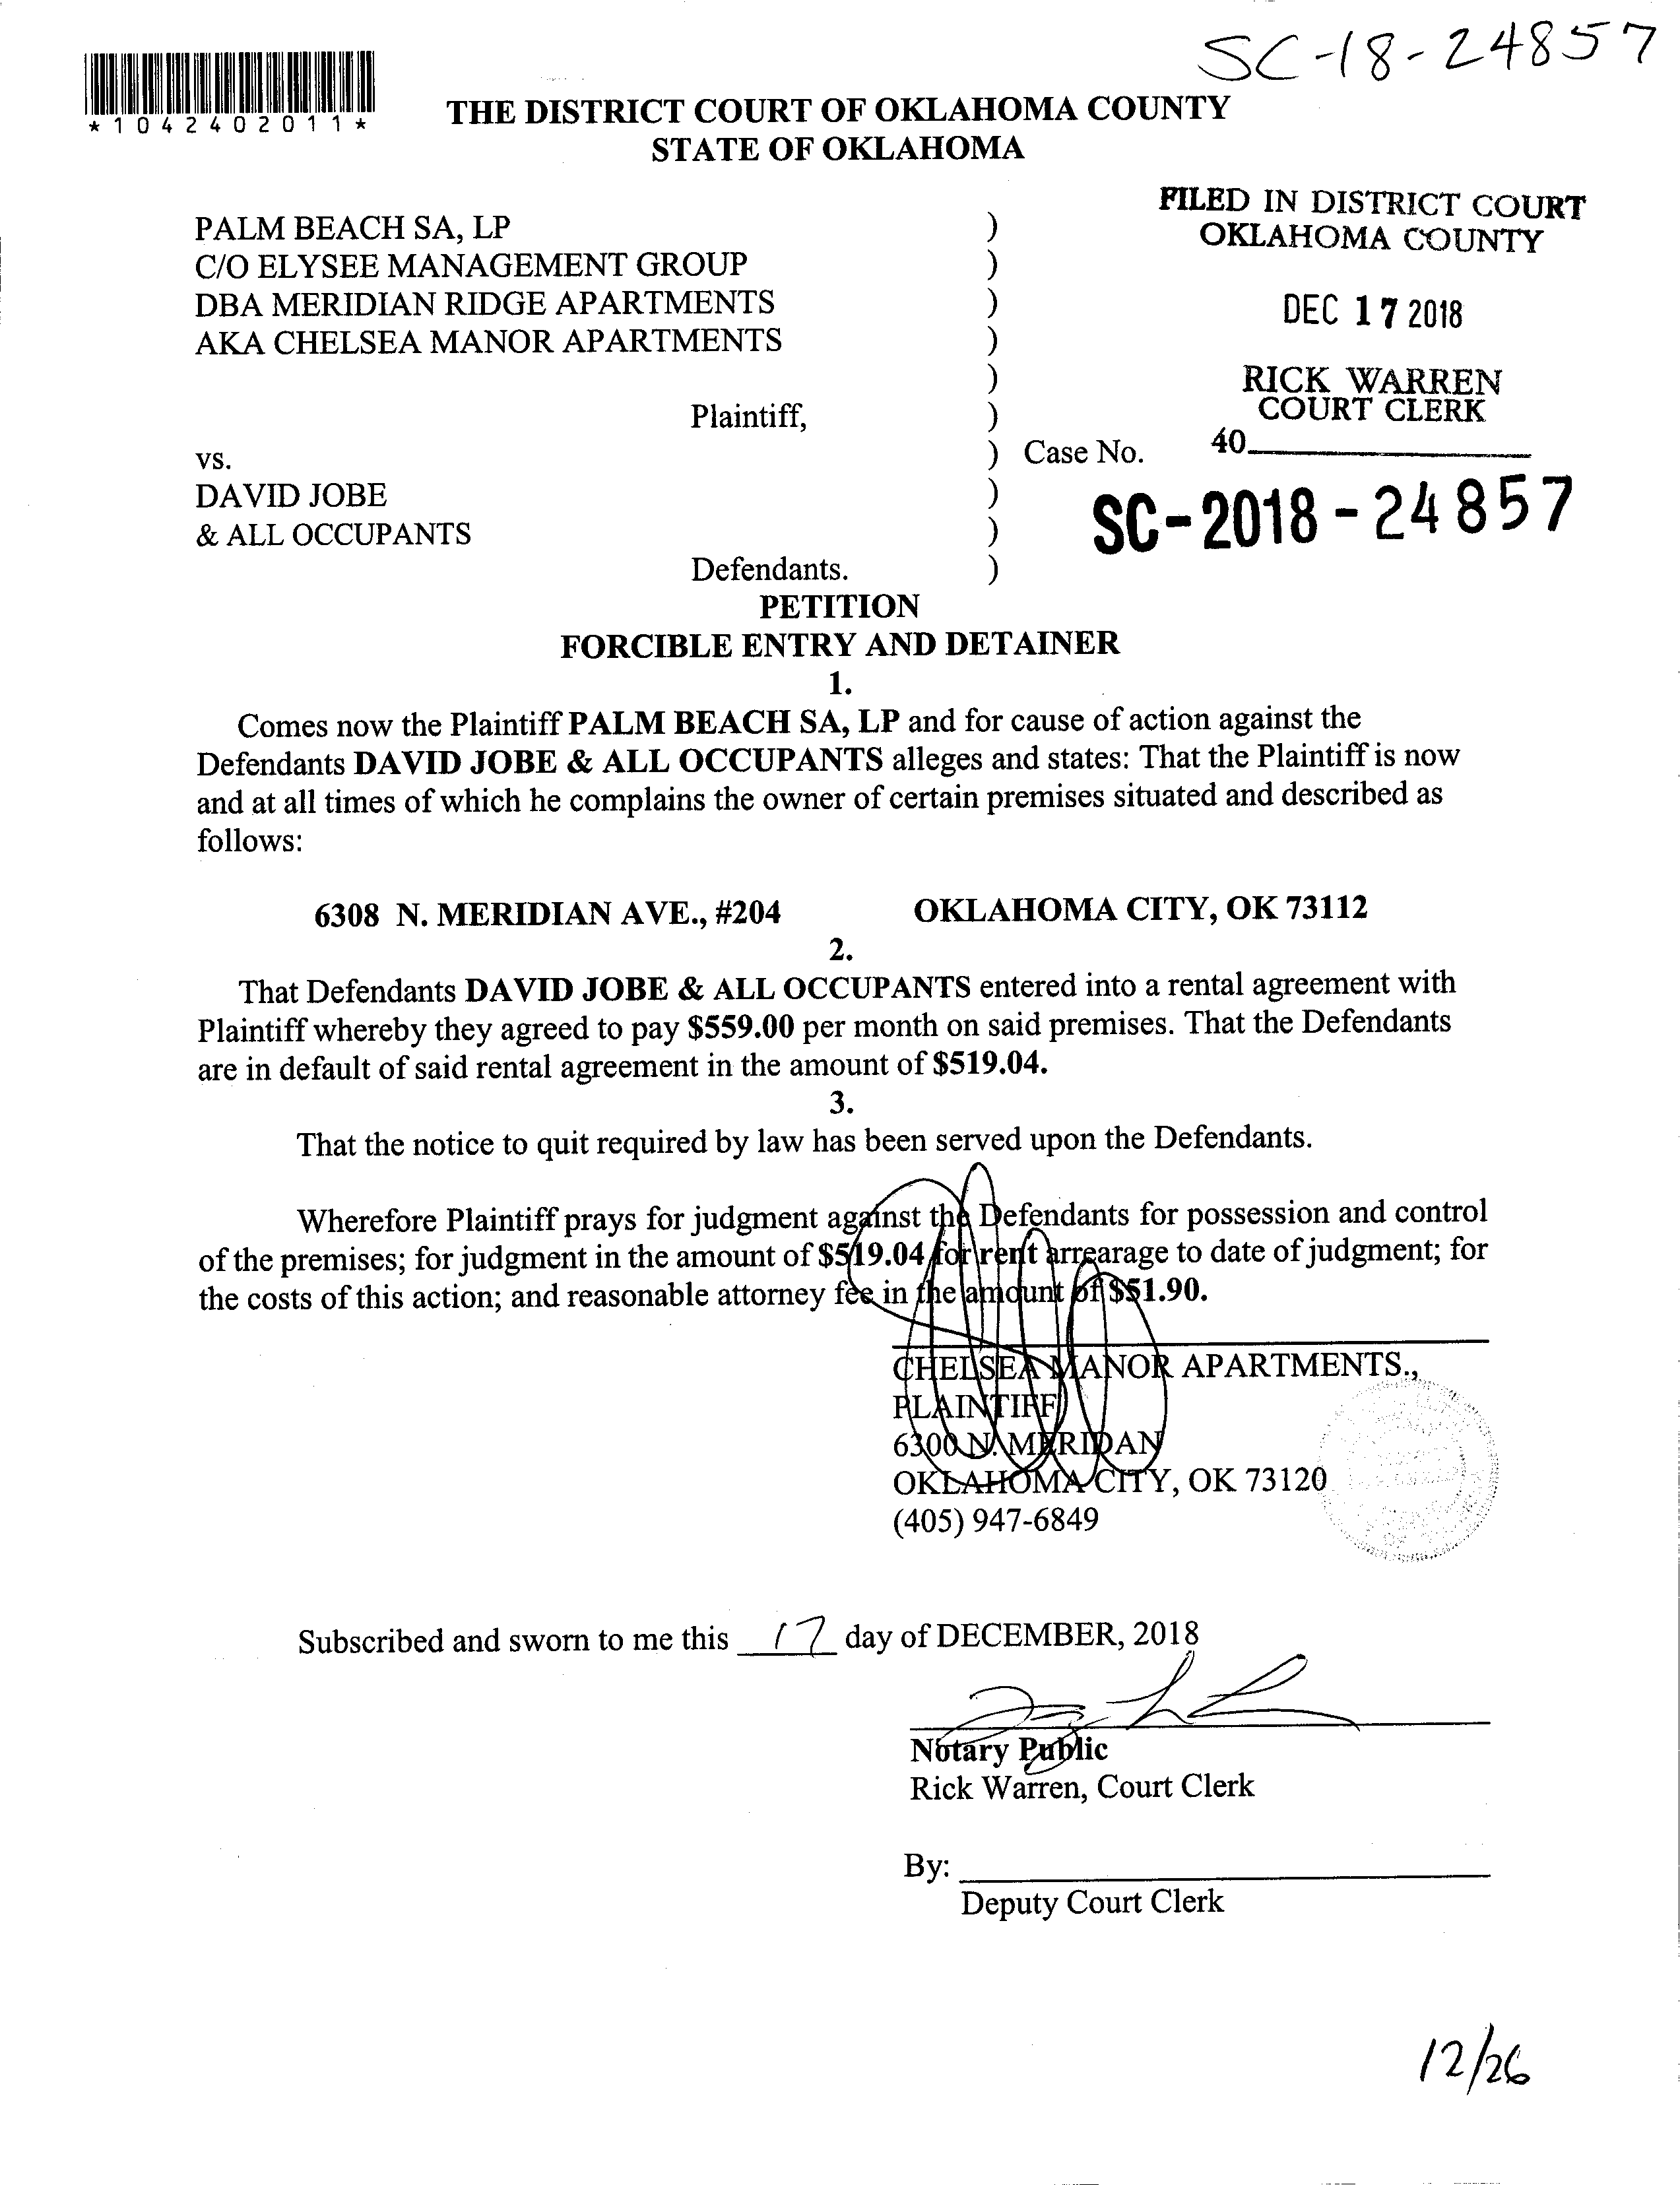 SC-18-24857
*1042402011*
THE DISTRICT COURT OF OKLAHOMA COUNTY
STATE OF OKLAHOMA
FILED IN DISTRICT COURT
OKLAHOMA COUNTY
DEC 17 2018
RICK WARREN
COURT CLERK
40
PALM BEACH SA, LP )
C/O ELYSEE MANAGEMENT GROUP )
DBA MERIDIAN RIDGE APARTMENTS )
AKA CHELSEA MANOR APARTMENTS )
)
Plaintiff, )
vs. ) Case No.
DAVID JOBE ) SC-2018-24857
& ALL OCCUPANTS )
Defendants. )
PETITION
FORCIBLE ENTRY AND DETAINER
1.
Comes now the Plaintiff PALM BEACH SA, LP and for cause of action against the
Defendants DAVID JOBE & ALL OCCUPANTS alleges and states: That the Plaintiff is now
and at all times of which he complains the owner of certain premises situated and described as
follows:
6308 N. MERIDIAN AVE., #204 OKLAHOMA CITY, OK 73112
2.
That Defendants DAVID JOBE & ALL OCCUPANTS entered into a rental agreement with
Plaintiff whereby they agreed to pay $559.00 per month on said premises. That the Defendants
are in default of said rental agreement in the amount of $519.04.
3.
That the notice to quit required by law has been served upon the Defendants.
Wherefore Plaintiff prays for judgment against the Defendants for possession and control
of the premises; for judgment in the amount of $519.04 for rent arrearage to date of judgment; for
the costs of this action; and reasonable attorney fee in the amount of $51.90.
CHELSEA MANOR APARTMENTS.,
PLAINTIFF
6300 N. MERIDAN
OKLAHOMA CITY, OK 73120
(405) 947-6849
Subscribed and sworn to me this 17 day of DECEMBER, 2018
Notary Public
Rick Warren, Court Clerk
By:
Deputy Court Clerk
12/26